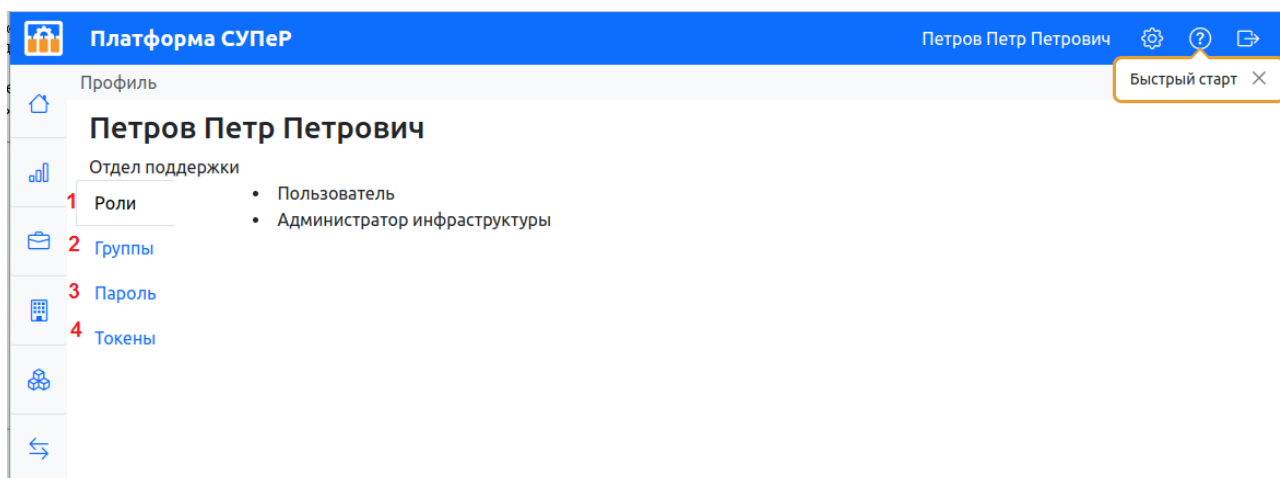 Платформа СУПеР
Петров Петр Петрович
Быстрый старт
Профиль
Петров Петр Петрович
Отдел поддержки
1 Роли
• Пользователь
• Администратор инфраструктуры
2 Группы
3 Пароль
4 Токены